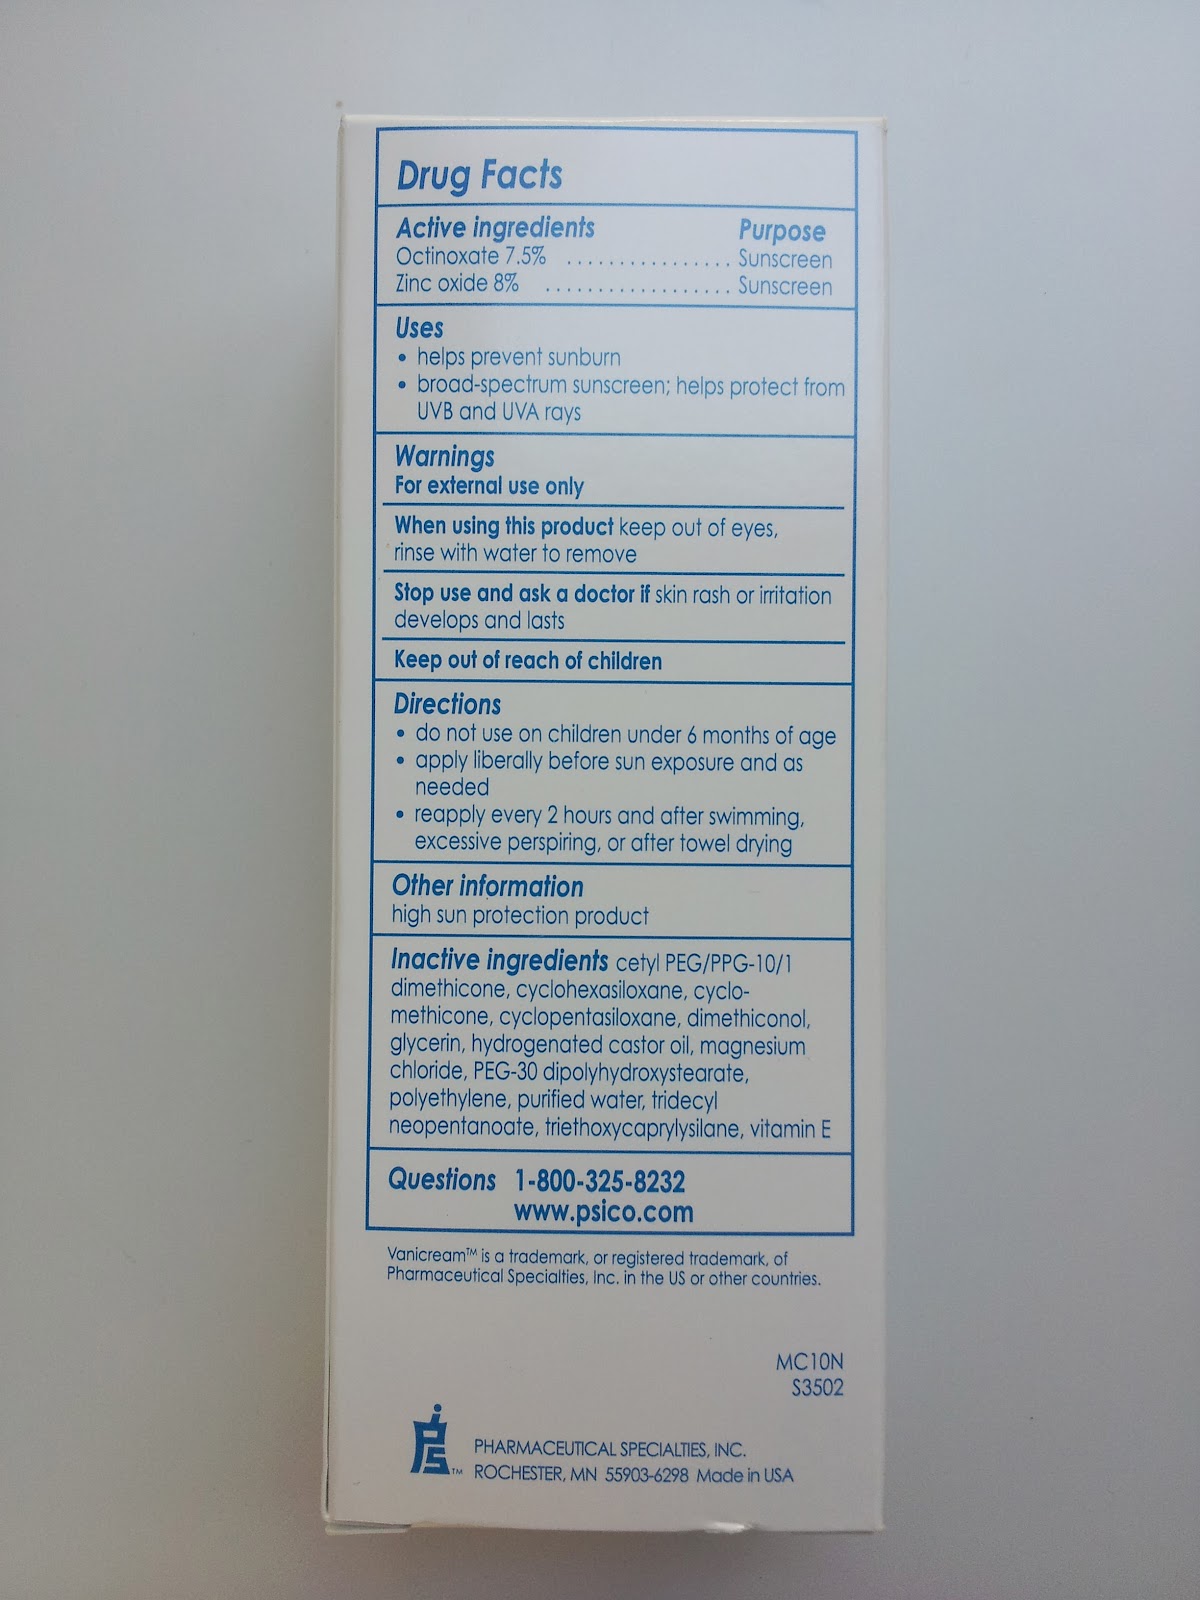 Drug Facts
Active ingredients Purpose
Octinoxate 7.5% ................ Sunscreen
Zinc oxide 8% .................. Sunscreen
Uses
• helps prevent sunburn
• broad-spectrum sunscreen; helps protect from
UVB and UVA rays
Warnings
For external use only
When using this product keep out of eyes,
rinse with water to remove
Stop use and ask a doctor if skin rash or irritation
develops and lasts
Keep out of reach of children
Directions
• do not use on children under 6 months of age
• apply liberally before sun exposure and as
needed
• reapply every 2 hours and after swimming,
excessive perspiring, or after towel drying
Other information
high sun protection product
Inactive ingredients cetyl PEG/PPG-10/1
dimethicone, cyclohexasiloxane, cyclo-
methicone, cyclopentasiloxane, dimethiconol,
glycerin, hydrogenated castor oil, magnesium
chloride, PEG-30 dipolyhydroxystearate,
polyethylene, purified water, tridecyl
neopentanoate, triethoxycaprylysilane, vitamin E
Questions 1-800-325-8232
www.psico.com
Vanicream™ is a trademark, or registered trademark, of
Pharmaceutical Specialties, Inc. in the US or other countries.
MC10N
S3502
PS™
PHARMACEUTICAL SPECIALTIES, INC.
ROCHESTER, MN 55903-6298 Made in USA